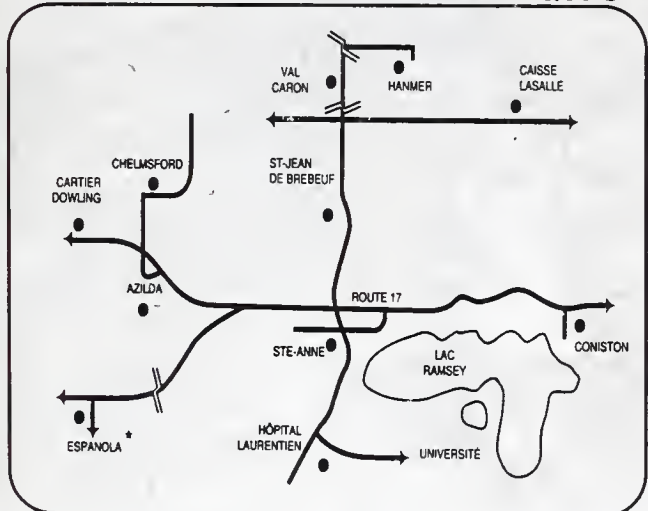 VAL
CARON
HANMER
CAISSE
LASALLE
CHELMSFORD
ST-JEAN
DE BREBEUF
CARTIER
DOWLING
AZILDA
ROUTE 17
STE-ANNE
LAC
RAMSEY
CONISTON
ESPANOLA *
HÔPITAL
LAURENTIEN
UNIVERSITÉ